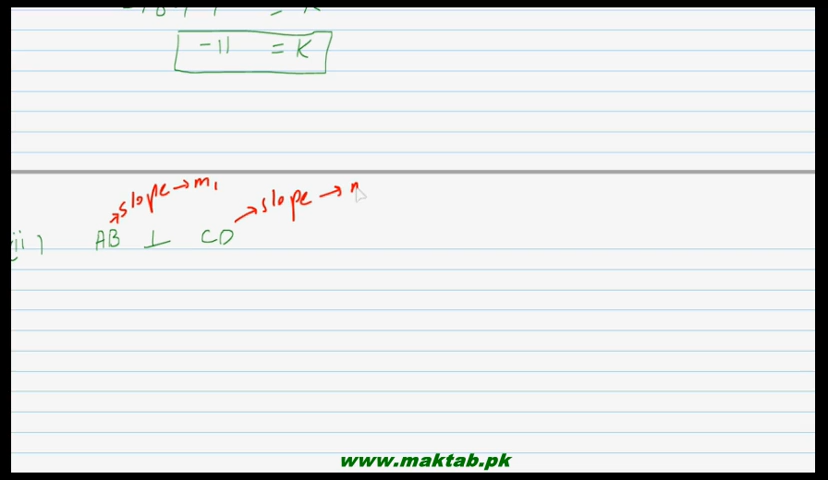 -11 = K
slope → m₁
→ slope →
ii) AB ⊥ CD
www.maktab.pk